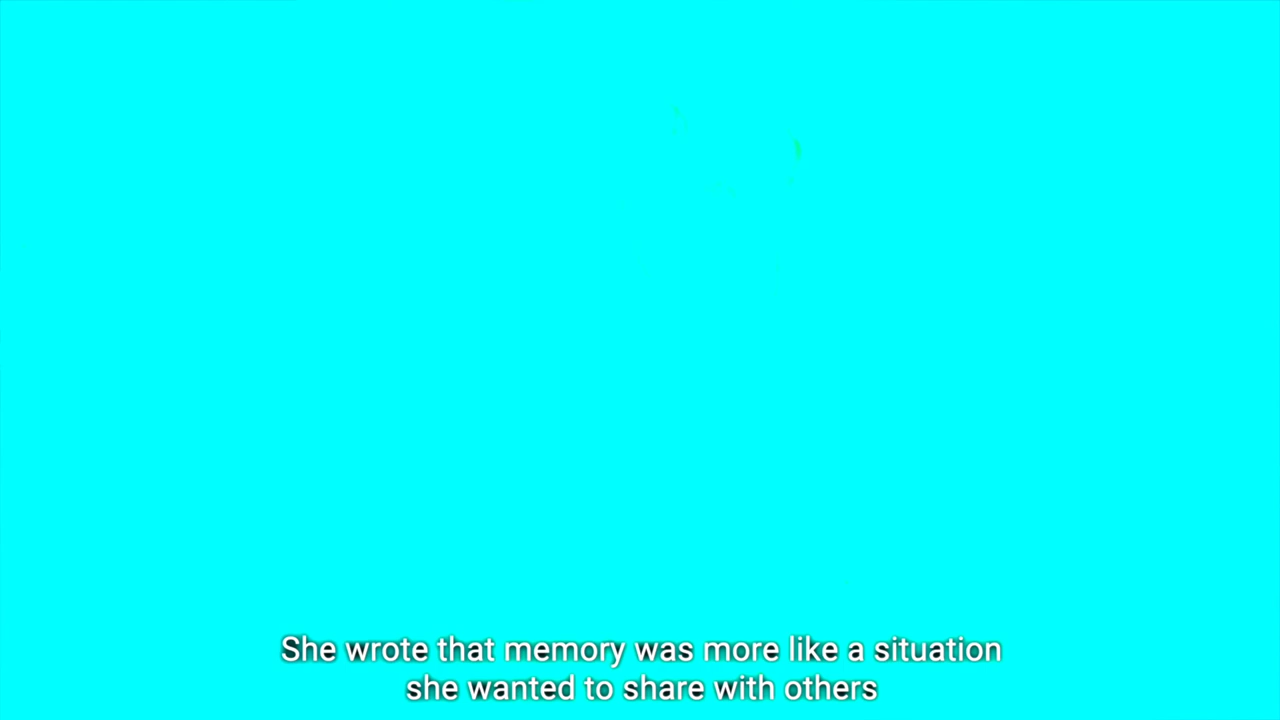 She wrote that memory was more like a situation
she wanted to share with others